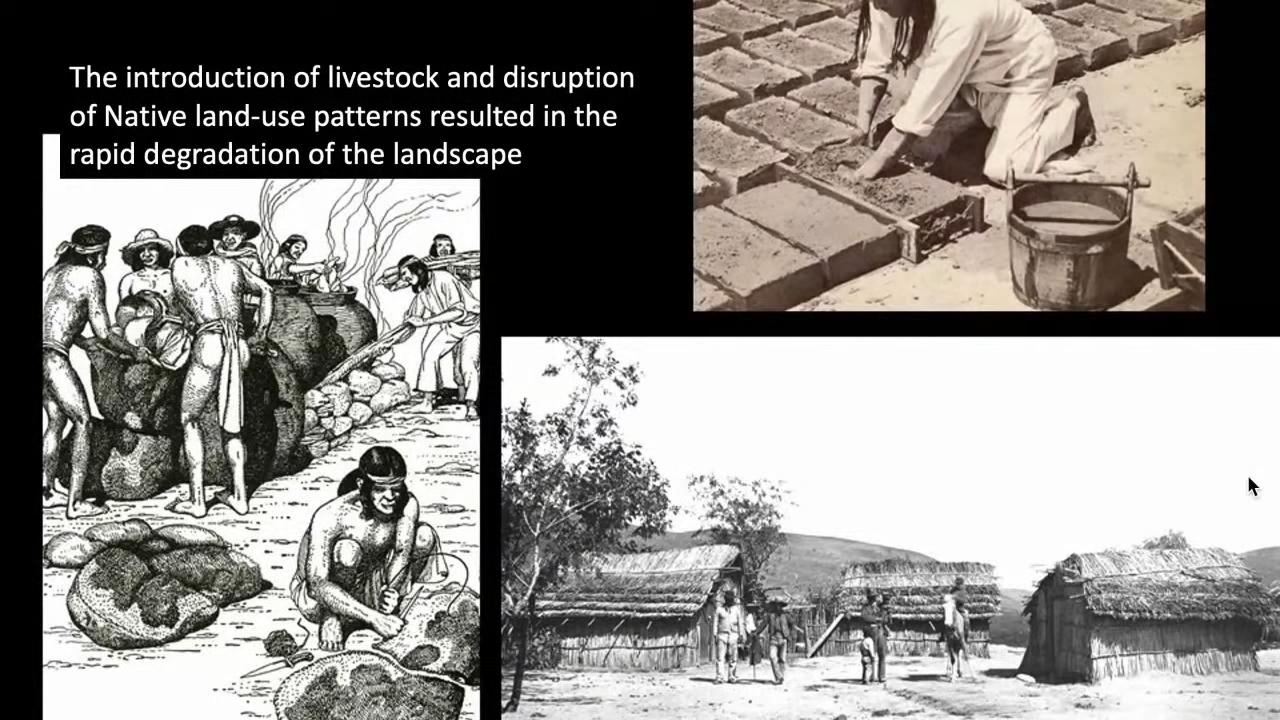 The introduction of livestock and disruption
of Native land-use patterns resulted in the
rapid degradation of the landscape